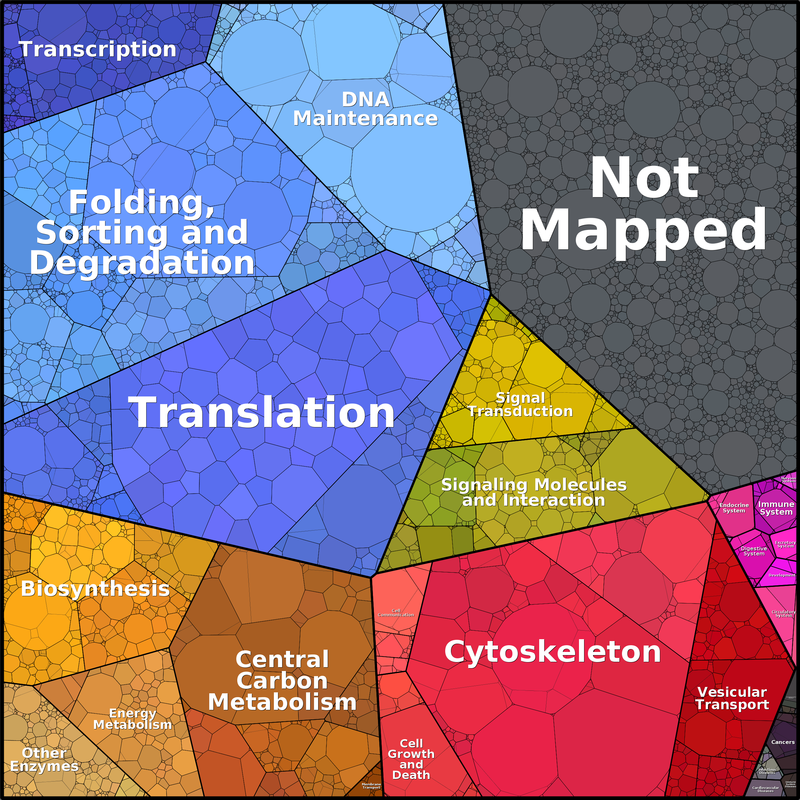 Transcription
DNA
Maintenance
Not
Mapped
Folding,
Sorting and
Degradation
Translation
Signal
Transduction
Signaling Molecules
and Interaction
Endocrine
System
Immune
System
Digestive
System
Excretory
System
Development
Circulatory
System
Biosynthesis
Cell
Communication
Cytoskeleton
Central
Carbon
Metabolism
Vesicular
Transport
Energy
Metabolism
Other
Enzymes
Cell
Growth
and
Death
Cancers
Membrane
Transport
Cardiovascular
Diseases